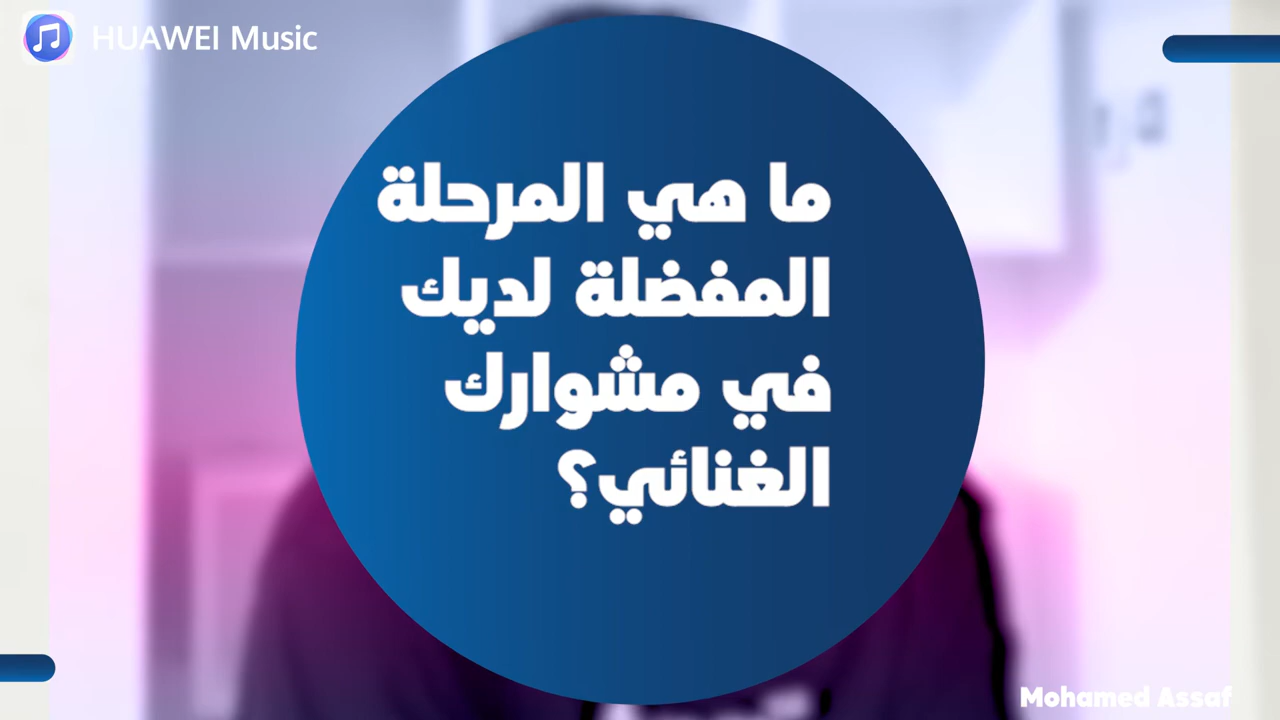 HUAWEI Music
ما هي المرحلة
المفضلة لديك
في مشوارك
الغنائي؟
Mohamed Assaf